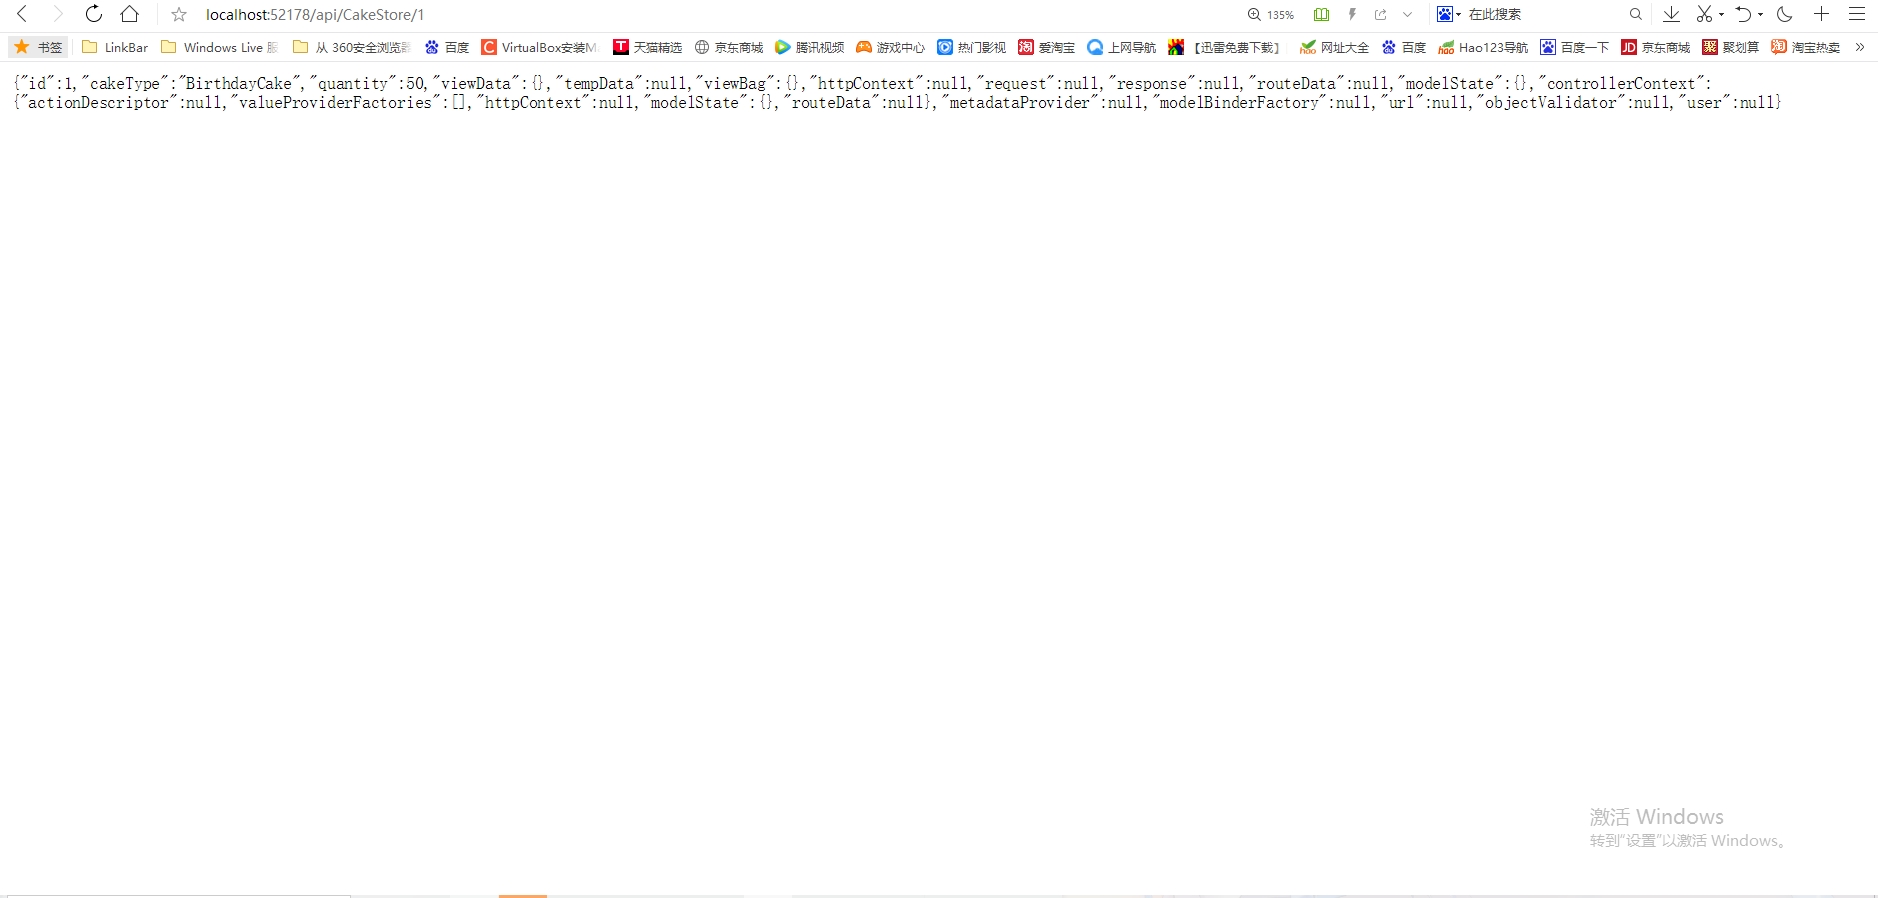 localhost:52178/api/CakeStore/1
135%
在此搜索
书签 LinkBar Windows Live 服 从 360安全浏览器 百度 VirtualBox安装M 天猫精选 京东商城 腾讯视频 游戏中心 热门影视 爱淘宝 上网导航 【迅雷免费下载】 网址大全 百度 Hao123导航 百度一下 京东商城 聚划算 淘宝热卖 »
{"id":1,"cakeType":"BirthdayCake","quantity":50,"viewData":{},"tempData":null,"viewBag":{},"httpContext":null,"request":null,"response":null,"routeData":null,"modelState":{},"controllerContext":
{"actionDescriptor":null,"valueProviderFactories":[],"httpContext":null,"modelState":{},"routeData":null},"metadataProvider":null,"modelBinderFactory":null,"url":null,"objectValidator":null,"user":null}
激活 Windows
转到"设置"以激活 Windows。